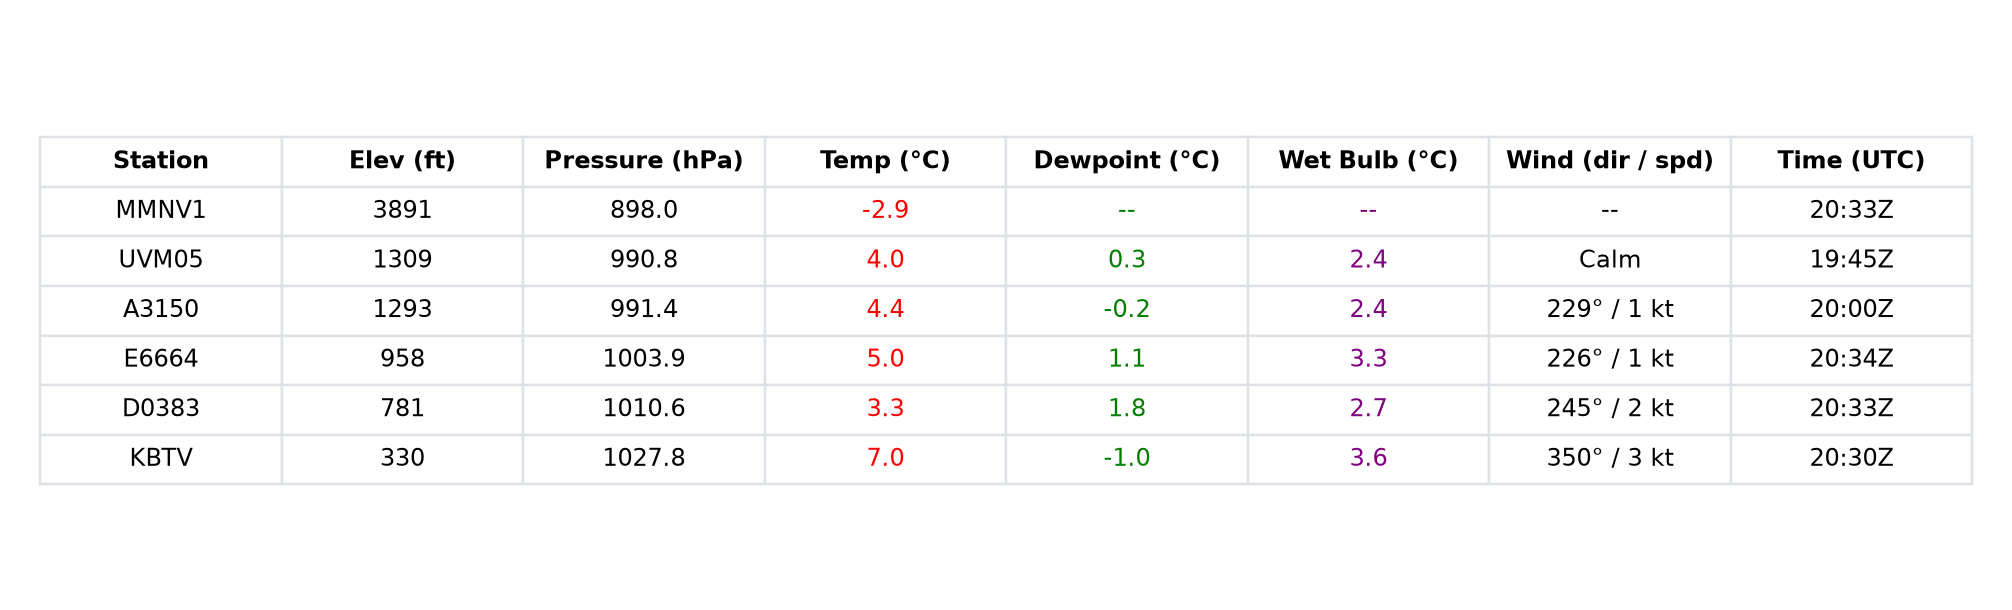 Station Elev (ft) Pressure (hPa) Temp (°C) Dewpoint (°C) Wet Bulb (°C) Wind (dir / spd) Time (UTC)
MMNV1 3891 898.0 -2.9 -- -- -- 20:33Z
UVM05 1309 990.8 4.0 0.3 2.4 Calm 19:45Z
A3150 1293 991.4 4.4 -0.2 2.4 229° / 1 kt 20:00Z
E6664 958 1003.9 5.0 1.1 3.3 226° / 1 kt 20:34Z
D0383 781 1010.6 3.3 1.8 2.7 245° / 2 kt 20:33Z
KBTV 330 1027.8 7.0 -1.0 3.6 350° / 3 kt 20:30Z